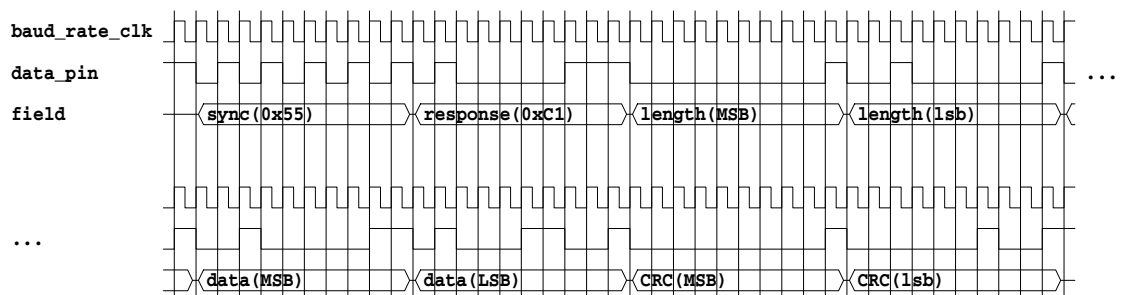 baud_rate_clk
data_pin ...
field sync(0x55) response(0xC1) length(MSB) length(lsb)
...
data(MSB) data(LSB) CRC(MSB) CRC(lsb)